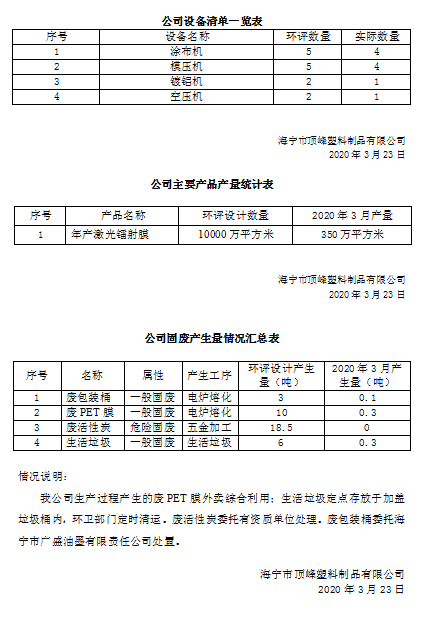 公司设备清单一览表
序号 设备名称 环评数量 实际数量
1 涂布机 5 4
2 模压机 5 4
3 镀铝机 2 1
4 空压机 2 1
海宁市顶峰塑料制品有限公司
2020 年 3 月 23 日
公司主要产品产量统计表
序号 产品名称 环评设计数量 2020 年 3 月产量
1 年产激光镭射膜 10000 万平方米 350 万平方米
海宁市顶峰塑料制品有限公司
2020 年 3 月 23 日
公司固废产生量情况汇总表
序号 名称 属性 产生工序 环评设计产生量（吨） 2020 年 3 月产生量（吨）
1 废包装桶 一般固废 电炉熔化 3 0.1
2 废 PET 膜 一般固废 电炉熔化 10 0.3
3 废活性炭 危险固废 五金加工 18.5 0
4 生活垃圾 一般固废 生活垃圾 6 0.3
情况说明：
我公司生产过程产生的废 PET 膜外卖综合利用；生活垃圾定点存放于加盖
垃圾桶内，环卫部门定时清运。废活性炭委托有资质单位处理。废包装桶委托海
宁市广盛油墨有限责任公司处置。
海宁市顶峰塑料制品有限公司
2020 年 3 月 23 日